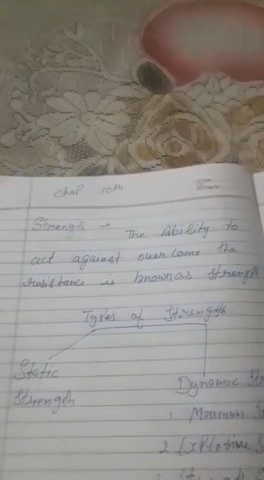 Chap 10th
Strength → The Ability to
act against overcome the
resistance is known as strength
Types of Strength
Static
Strength
Dynamic
1. Maximum
2. Explosive